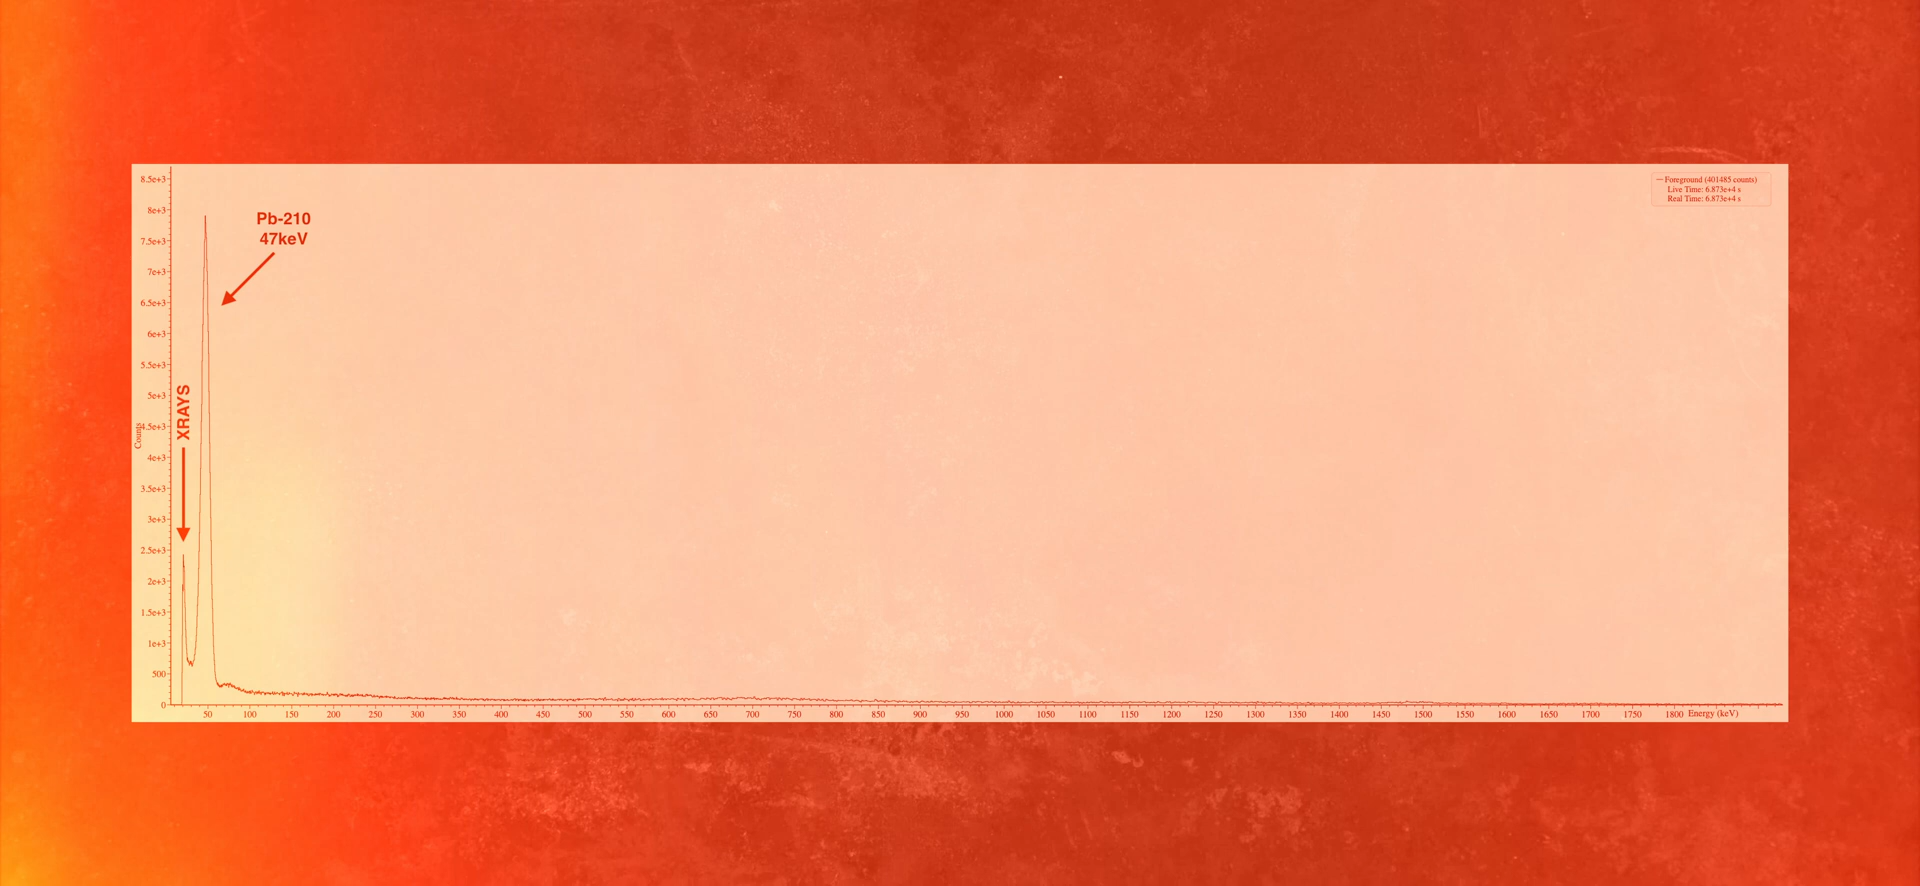 8.5e+3
8e+3
7.5e+3
7e+3
6.5e+3
6e+3
5.5e+3
5e+3
4.5e+3
4e+3
3.5e+3
3e+3
2.5e+3
2e+3
1.5e+3
1e+3
500
0
Counts
XRAYS
Pb-210
47keV
Foreground (401485 counts)
Live Time: 6.873e+4 s
Real Time: 6.873e+4 s
50 100 150 200 250 300 350 400 450 500 550 600 650 700 750 800 850 900 950 1000 1050 1100 1150 1200 1250 1300 1350 1400 1450 1500 1550 1600 1650 1700 1750 1800 Energy (keV)